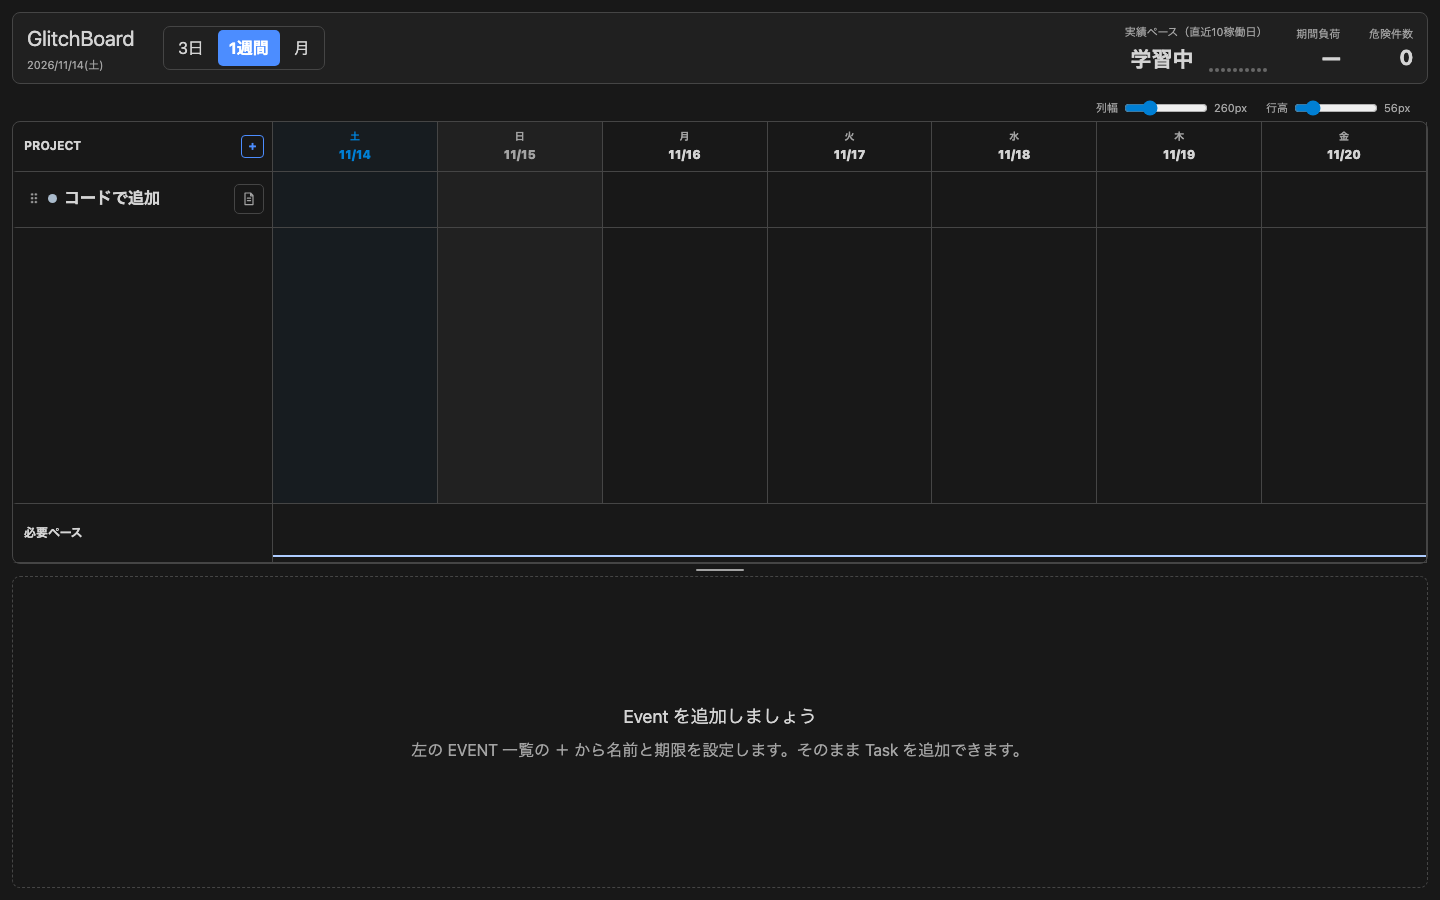 GlitchBoard
2026/11/14(土)
3日 1週間 月
実績ペース（直近10稼働日）
学習中
期間負荷
—
危険件数
0
列幅 260px 行高 56px
PROJECT +
土 11/14
日 11/15
月 11/16
火 11/17
水 11/18
木 11/19
金 11/20
コードで追加
必要ペース
Event を追加しましょう
左の EVENT 一覧の ＋ から名前と期限を設定します。そのまま Task を追加できます。